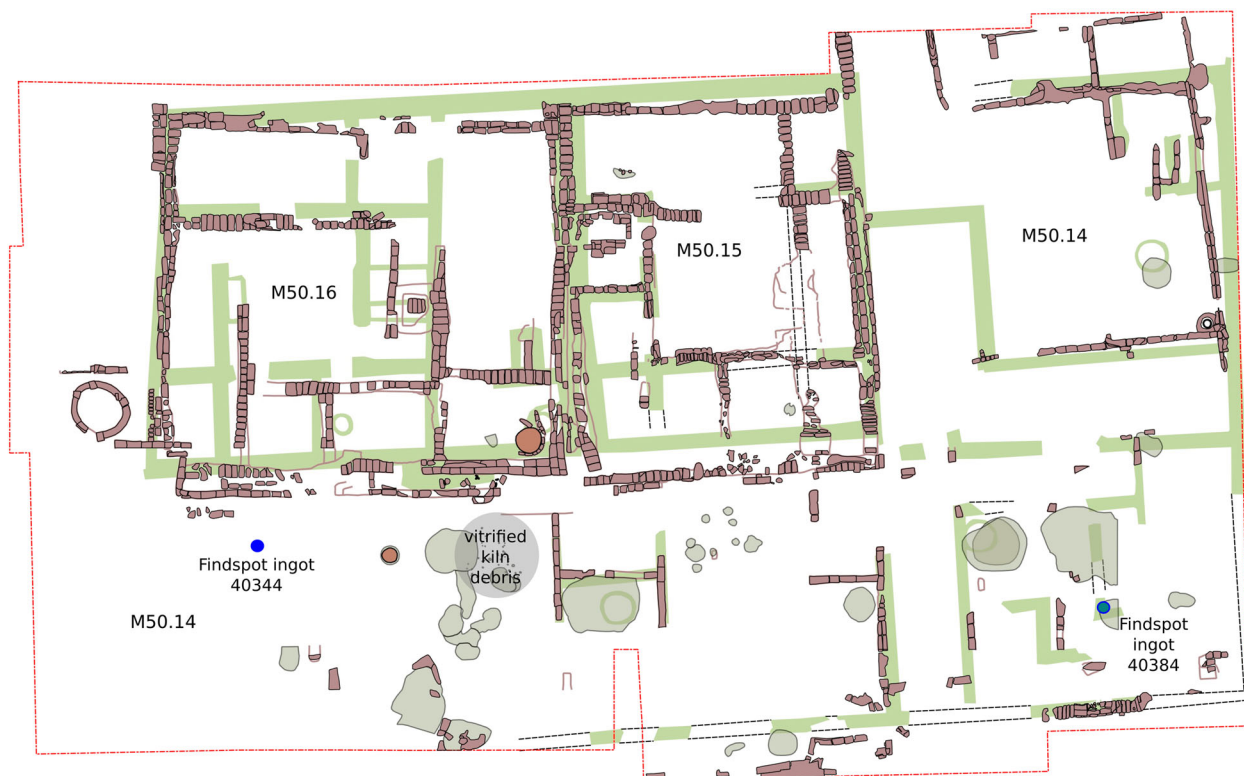 M50.14
M50.15
M50.16
vitrified
kiln
debris
Findspot ingot
40344
M50.14
Findspot
ingot
40384